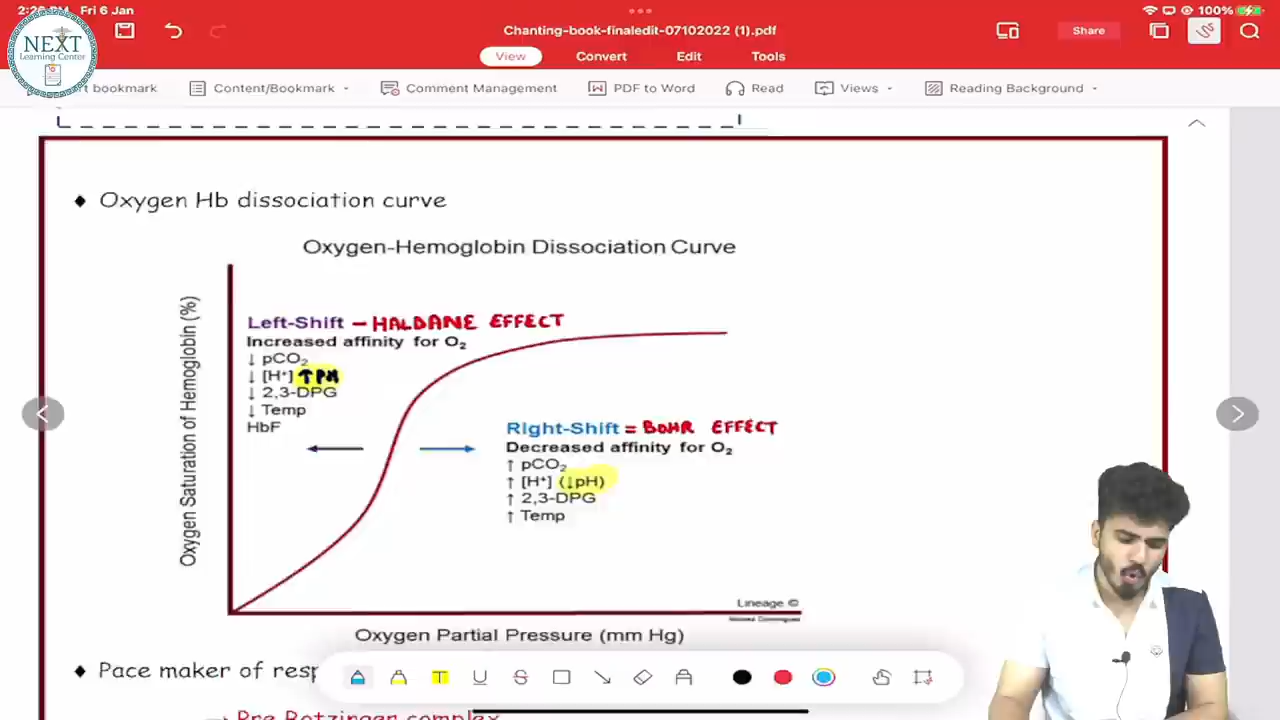 2:26 PM Fri 6 Jan
100%
NEXT
Learning Center
Chanting-book-finaledit-07102022 (1).pdf
Share
View
Convert
Edit
Tools
bookmark
Content/Bookmark
Comment Management
PDF to Word
Read
Views
Reading Background
Oxygen Hb dissociation curve
Oxygen-Hemoglobin Dissociation Curve
Oxygen Saturation of Hemoglobin (%)
Left-Shift – HALDANE EFFECT
Increased affinity for O₂
↓ pCO₂
↓ [H⁺] ↑ PH
↓ 2,3-DPG
↓ Temp
HbF
Right-Shift = BOHR EFFECT
Decreased affinity for O₂
↑ pCO₂
↑ [H⁺] (↓pH)
↑ 2,3-DPG
↑ Temp
Lineage ©
Oxygen Partial Pressure (mm Hg)
Pace maker of resp
→ Pre Botzinger complex